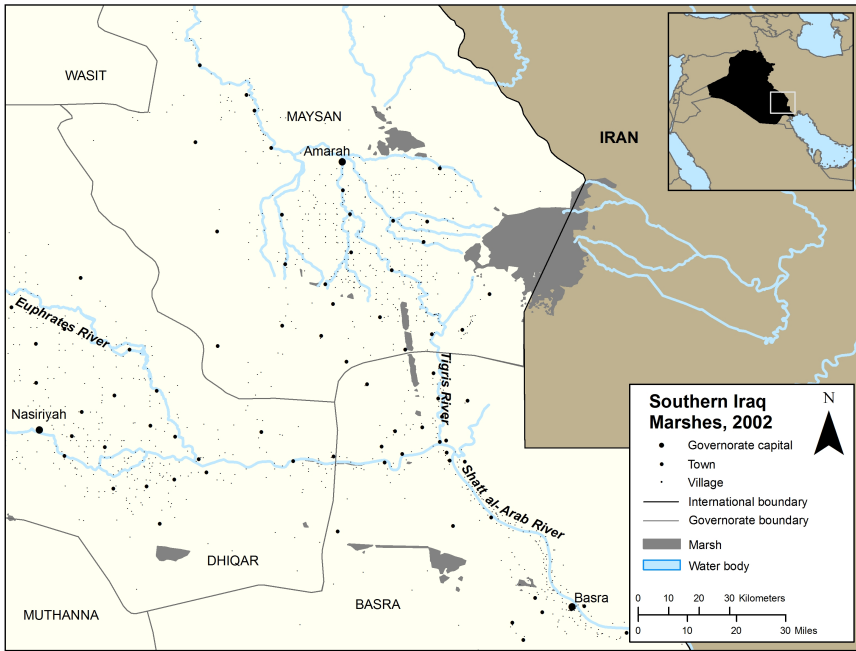 WASIT
MAYSAN
Amarah
IRAN
Euphrates River
Tigris River
Nasiriyah
Shatt al-Arab River
DHIQAR
BASRA
Basra
MUTHANNA
Southern Iraq
Marshes, 2002
N
Governorate capital
Town
Village
International boundary
Governorate boundary
Marsh
Water body
0 10 20 30 Kilometers
0 10 20 30 Miles